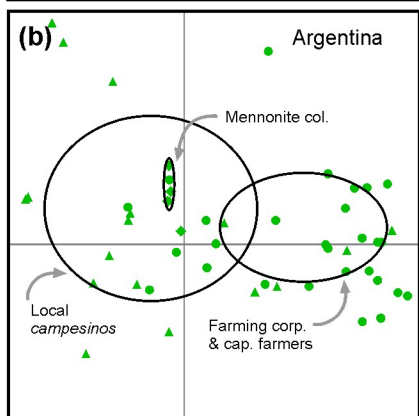 (b)
Argentina
Mennonite col.
Local
campesinos
Farming corp.
& cap. farmers